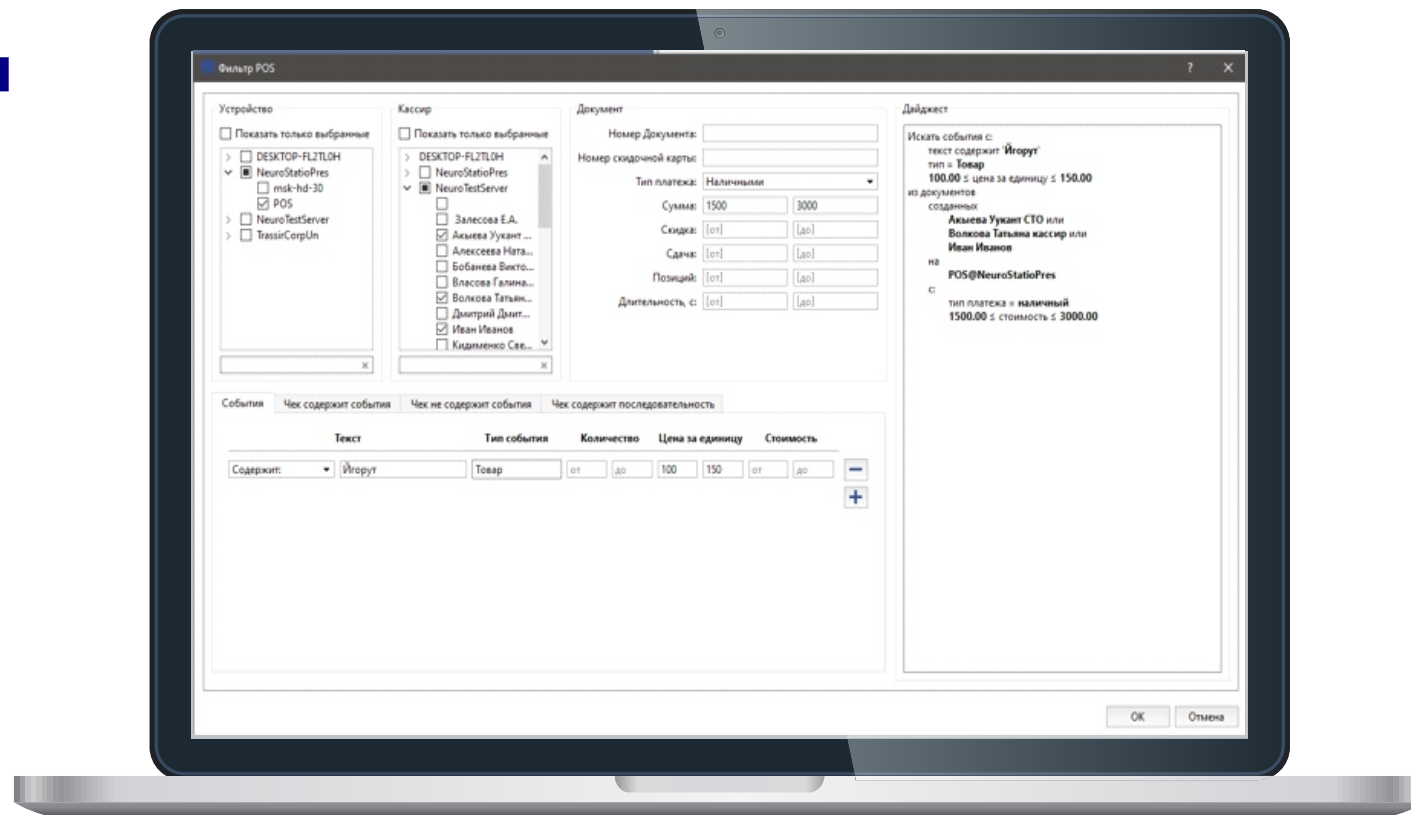 Фильтр POS
Устройство
Показать только выбранные
DESKTOP-FL2TL0H
NeuroStatioPres
msk-hd-30
POS
NeuroTestServer
TrassirCorpUn
Кассир
Показать только выбранные
DESKTOP-FL2TL0H
NeuroStatioPres
NeuroTestServer
Залесова Е.А.
Акыева Уукант ...
Алексеева Ната...
Бобанева Викто...
Власова Галина...
Волкова Татьян...
Дмитрий Дмит...
Иван Иванов
Кидименко Све...
Документ
Номер Документа:
Номер скидочной карты:
Тип платежа: Наличными
Сумма: 1500 3000
Скидка: [от] [до]
Сдача: [от] [до]
Позиций: [от] [до]
Длительность, с: [от] [до]
Дайджест
Искать события с:
текст содержит 'Йогрут'
тип = Товар
100.00 ≤ цена за единицу ≤ 150.00
из документов
созданных
Акыева Уукант СТО или
Волкова Татьяна кассир или
Иван Иванов
на
POS@NeuroStatioPres
с:
тип платежа = наличный
1500.00 ≤ стоимость ≤ 3000.00
События Чек содержит события Чек не содержит события Чек содержит последовательность
Текст Тип события Количество Цена за единицу Стоимость
Содержит: Йогрут Товар от до 100 150 от до
OK Отмена